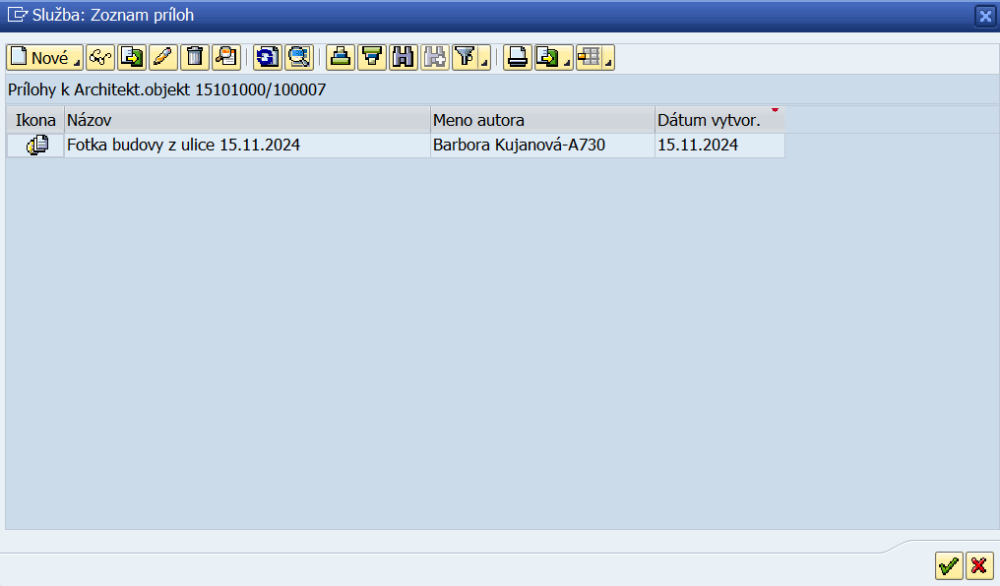 Služba: Zoznam príloh
Nové
Prílohy k Architekt.objekt 15101000/100007
Ikona Názov Meno autora Dátum vytvor.
Fotka budovy z ulice 15.11.2024 Barbora Kujanová-A730 15.11.2024